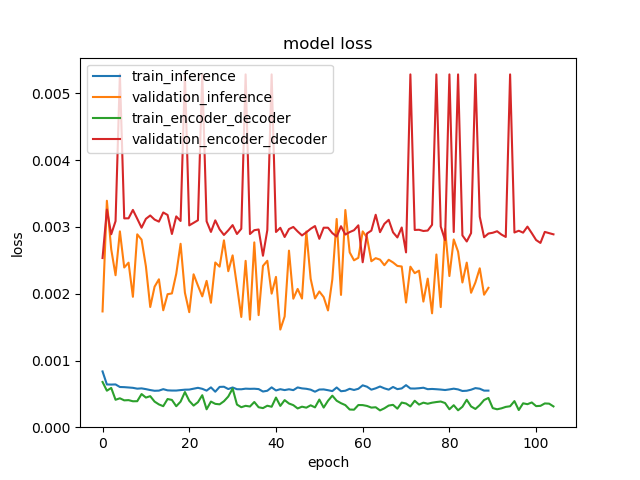 model loss
train_inference
validation_inference
train_encoder_decoder
validation_encoder_decoder
loss
0.005
0.004
0.003
0.002
0.001
0.000
0 20 40 60 80 100
epoch